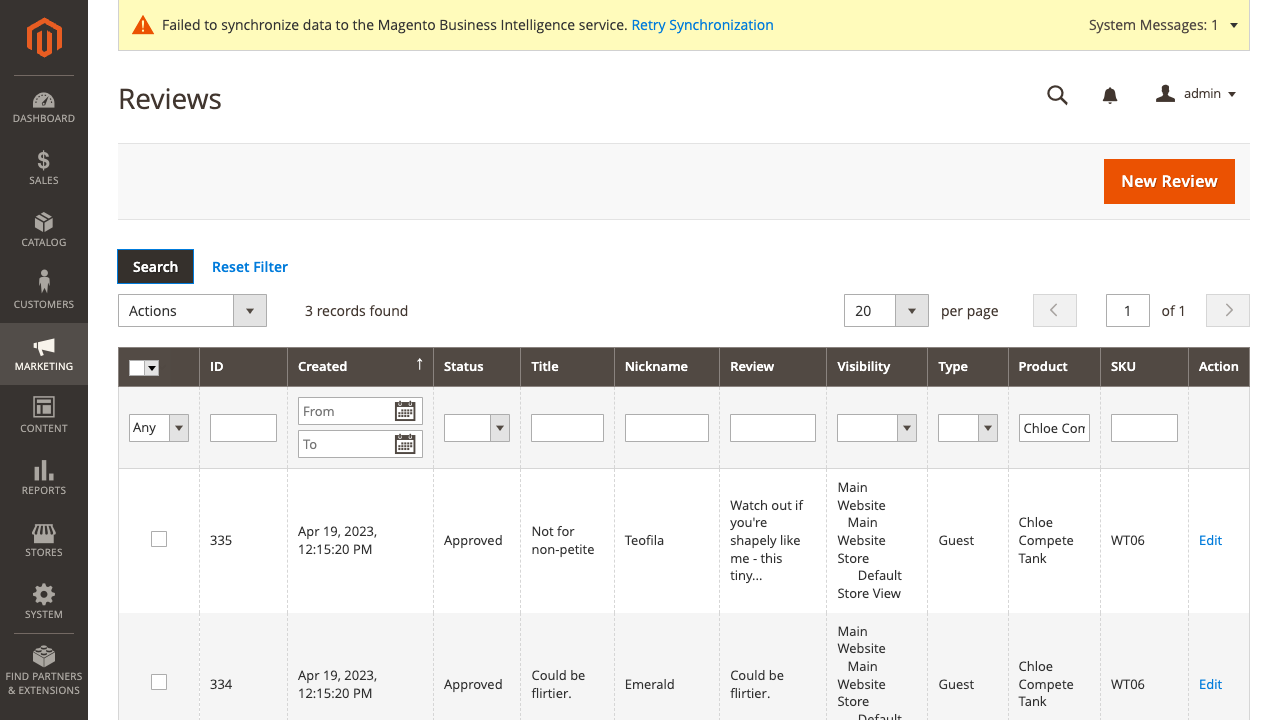 Failed to synchronize data to the Magento Business Intelligence service. Retry Synchronization
System Messages: 1
DASHBOARD
SALES
CATALOG
CUSTOMERS
MARKETING
CONTENT
REPORTS
STORES
SYSTEM
FIND PARTNERS
& EXTENSIONS
Reviews
admin
New Review
Search
Reset Filter
Actions
3 records found
20
per page
1
of 1
ID
Created
Status
Title
Nickname
Review
Visibility
Type
Product
SKU
Action
Any
From
To
Chloe Com
335
Apr 19, 2023,
12:15:20 PM
Approved
Not for
non-petite
Teofila
Watch out if
you're
shapely like
me - this
tiny...
Main
Website
Main
Website
Store
Default
Store View
Guest
Chloe
Compete
Tank
WT06
Edit
334
Apr 19, 2023,
12:15:20 PM
Approved
Could be
flirtier.
Emerald
Could be
flirtier.
Main
Website
Main
Website
Store
Default
Guest
Chloe
Compete
Tank
WT06
Edit